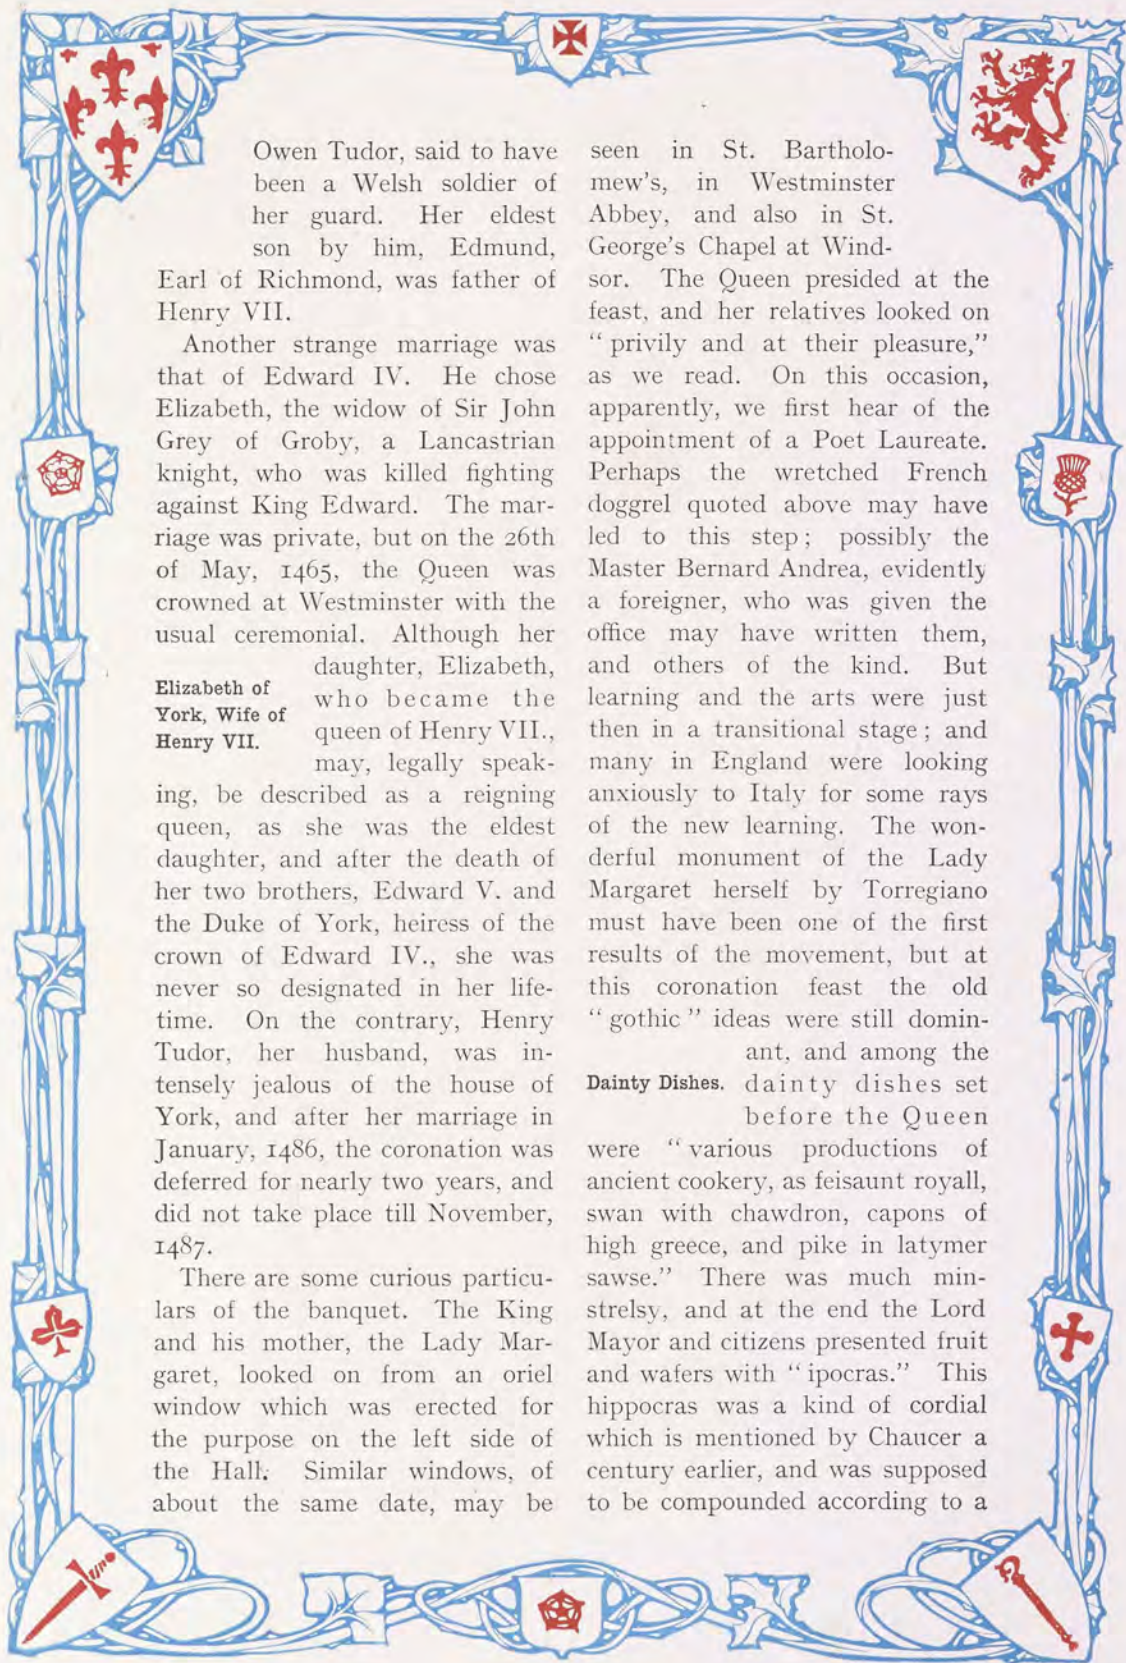 Owen Tudor, said to have
been a Welsh soldier of
her guard. Her eldest
son by him, Edmund,
Earl of Richmond, was father of
Henry VII.
Another strange marriage was
that of Edward IV. He chose
Elizabeth, the widow of Sir John
Grey of Groby, a Lancastrian
knight, who was killed fighting
against King Edward. The mar-
riage was private, but on the 26th
of May, 1465, the Queen was
crowned at Westminster with the
usual ceremonial. Although her
Elizabeth of
York, Wife of
Henry VII.
daughter, Elizabeth,
who became the
queen of Henry VII.,
may, legally speak-
ing, be described as a reigning
queen, as she was the eldest
daughter, and after the death of
her two brothers, Edward V. and
the Duke of York, heiress of the
crown of Edward IV., she was
never so designated in her life-
time. On the contrary, Henry
Tudor, her husband, was in-
tensely jealous of the house of
York, and after her marriage in
January, 1486, the coronation was
deferred for nearly two years, and
did not take place till November,
1487.
There are some curious particu-
lars of the banquet. The King
and his mother, the Lady Mar-
garet, looked on from an oriel
window which was erected for
the purpose on the left side of
the Hall. Similar windows, of
about the same date, may be
seen in St. Bartholo-
mew's, in Westminster
Abbey, and also in St.
George's Chapel at Wind-
sor. The Queen presided at the
feast, and her relatives looked on
"privily and at their pleasure,"
as we read. On this occasion,
apparently, we first hear of the
appointment of a Poet Laureate.
Perhaps the wretched French
doggrel quoted above may have
led to this step; possibly the
Master Bernard Andrea, evidently
a foreigner, who was given the
office may have written them,
and others of the kind. But
learning and the arts were just
then in a transitional stage; and
many in England were looking
anxiously to Italy for some rays
of the new learning. The won-
derful monument of the Lady
Margaret herself by Torregiano
must have been one of the first
results of the movement, but at
this coronation feast the old
"gothic" ideas were still domin-
ant, and among the
Dainty Dishes. dainty dishes set
before the Queen
were "various productions of
ancient cookery, as feisaunt royall,
swan with chawdron, capons of
high greece, and pike in latymer
sawse." There was much min-
strelsy, and at the end the Lord
Mayor and citizens presented fruit
and wafers with "ipocras." This
hippocras was a kind of cordial
which is mentioned by Chaucer a
century earlier, and was supposed
to be compounded according to a